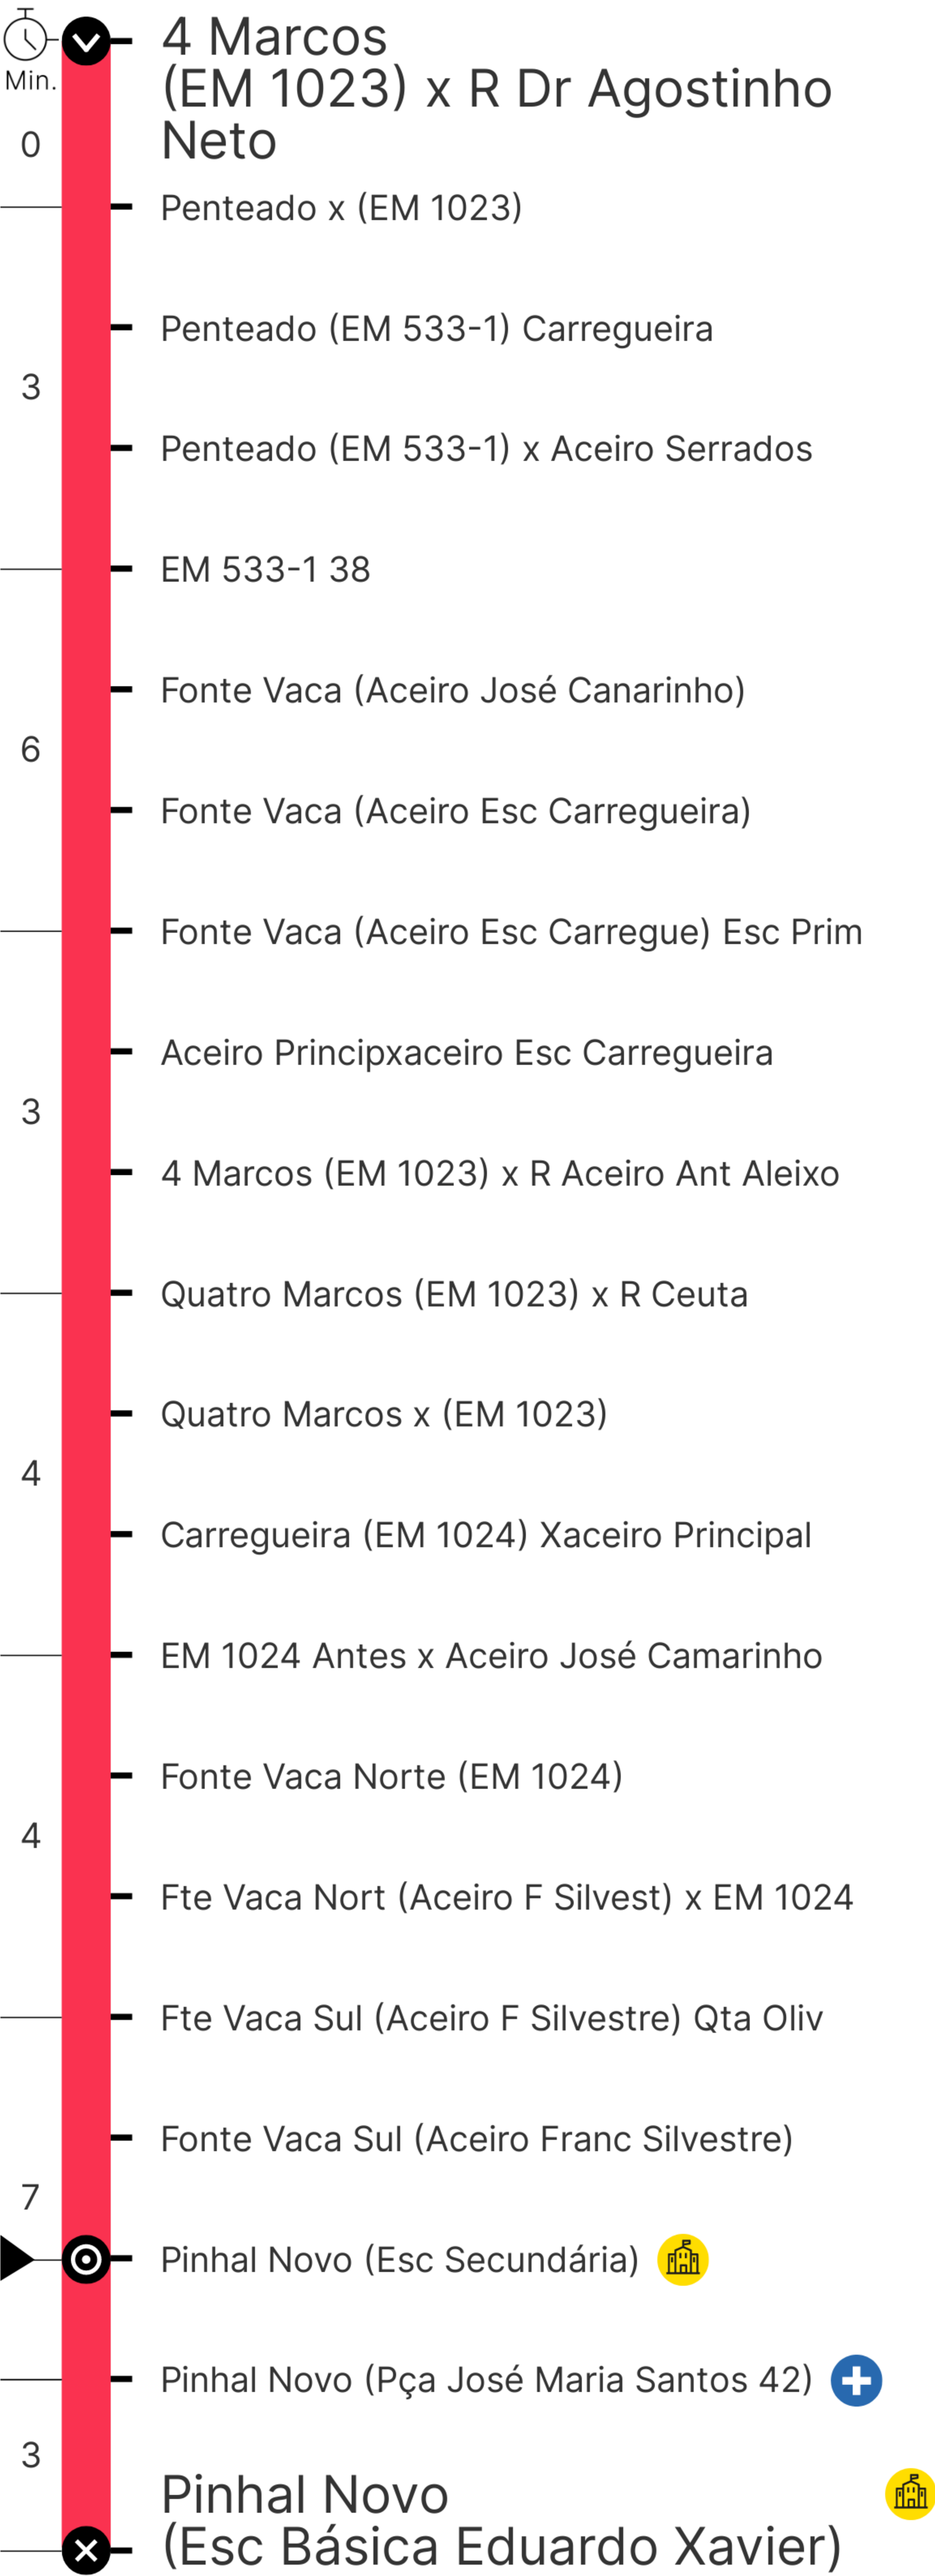 Min.
4 Marcos
(EM 1023) x R Dr Agostinho
Neto
0
Penteado x (EM 1023)
Penteado (EM 533-1) Carregueira
3
Penteado (EM 533-1) x Aceiro Serrados
EM 533-1 38
Fonte Vaca (Aceiro José Canarinho)
6
Fonte Vaca (Aceiro Esc Carregueira)
Fonte Vaca (Aceiro Esc Carregue) Esc Prim
Aceiro Principxaceiro Esc Carregueira
3
4 Marcos (EM 1023) x R Aceiro Ant Aleixo
Quatro Marcos (EM 1023) x R Ceuta
Quatro Marcos x (EM 1023)
4
Carregueira (EM 1024) Xaceiro Principal
EM 1024 Antes x Aceiro José Camarinho
Fonte Vaca Norte (EM 1024)
4
Fte Vaca Nort (Aceiro F Silvest) x EM 1024
Fte Vaca Sul (Aceiro F Silvestre) Qta Oliv
Fonte Vaca Sul (Aceiro Franc Silvestre)
7
Pinhal Novo (Esc Secundária)
Pinhal Novo (Pça José Maria Santos 42)
3
Pinhal Novo
(Esc Básica Eduardo Xavier)